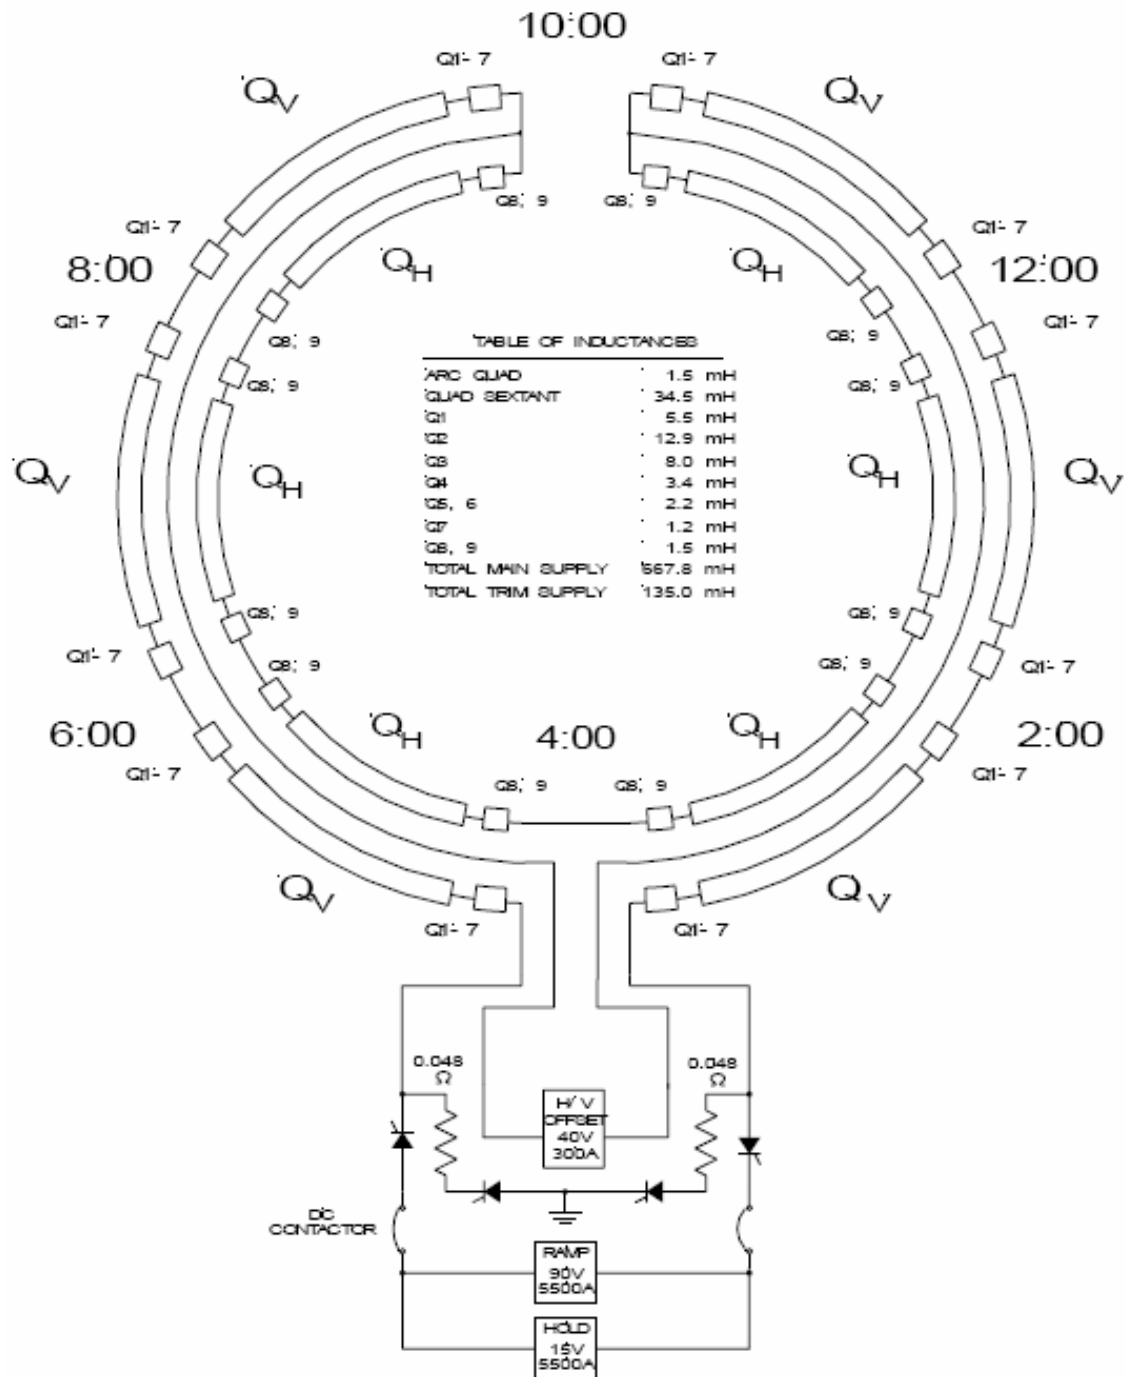 10:00
Q1- 7
Q1- 7
QV
QV
Q8, 9
Q8, 9
Q1- 7
Q1- 7
8:00
QH
QH
12:00
Q1- 7
Q1- 7
Q8, 9
Q8, 9
Q8, 9
Q8, 9
TABLE OF INDUCTANCES
ARC QUAD 1.5 mH
QUAD SEXTANT 34.5 mH
Q1 5.5 mH
Q2 12.9 mH
Q3 8.0 mH
Q4 3.4 mH
Q5, 6 2.2 mH
Q7 1.2 mH
Q8, 9 1.5 mH
TOTAL MAIN SUPPLY 567.8 mH
TOTAL TRIM SUPPLY 135.0 mH
QV
QH
QH
QV
Q8, 9
Q8, 9
Q1- 7
Q8, 9
Q8, 9
Q1- 7
6:00
QH
4:00
QH
2:00
Q1- 7
Q8, 9
Q8, 9
Q1- 7
QV
QV
Q1- 7
Q1- 7
0.048
Ω
0.048
Ω
H/ V
OFFSET
40V
300A
DC
CONTACTOR
RAMP
90V
5500A
HOLD
15V
5500A